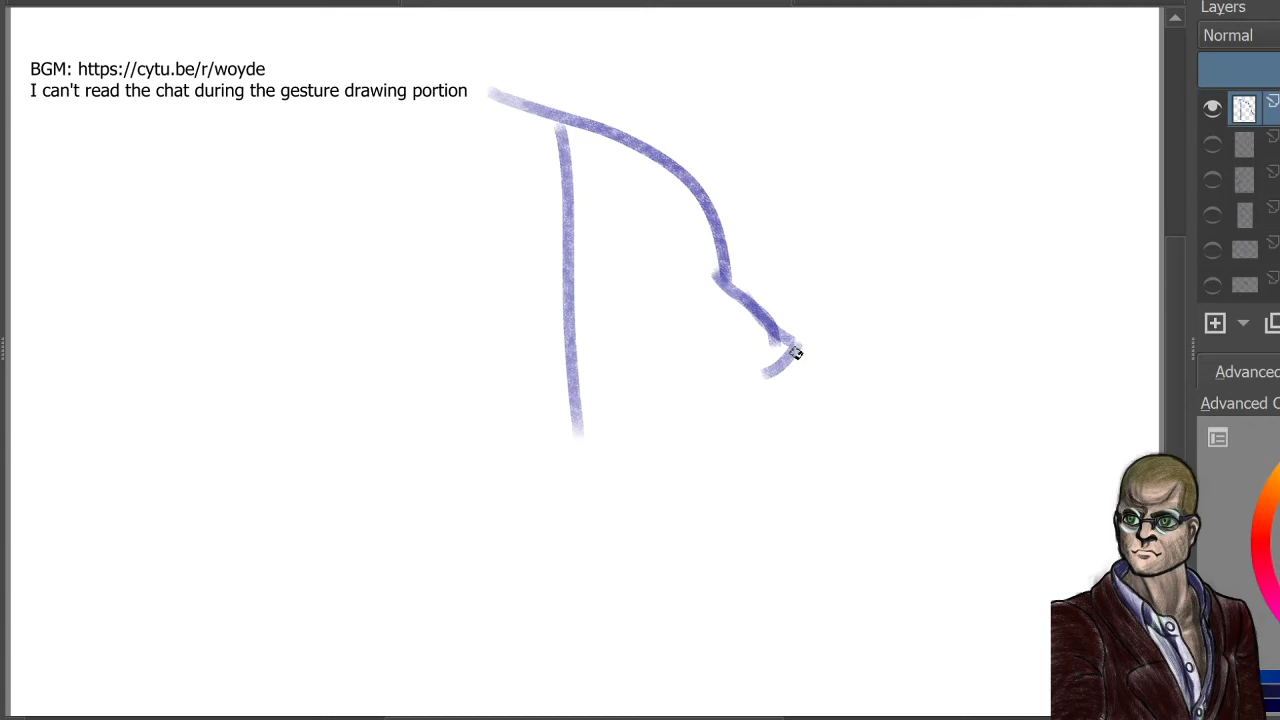 Layers
Normal
BGM: https://cytu.be/r/woyde
I can't read the chat during the gesture drawing portion
Advanced
Advanced C